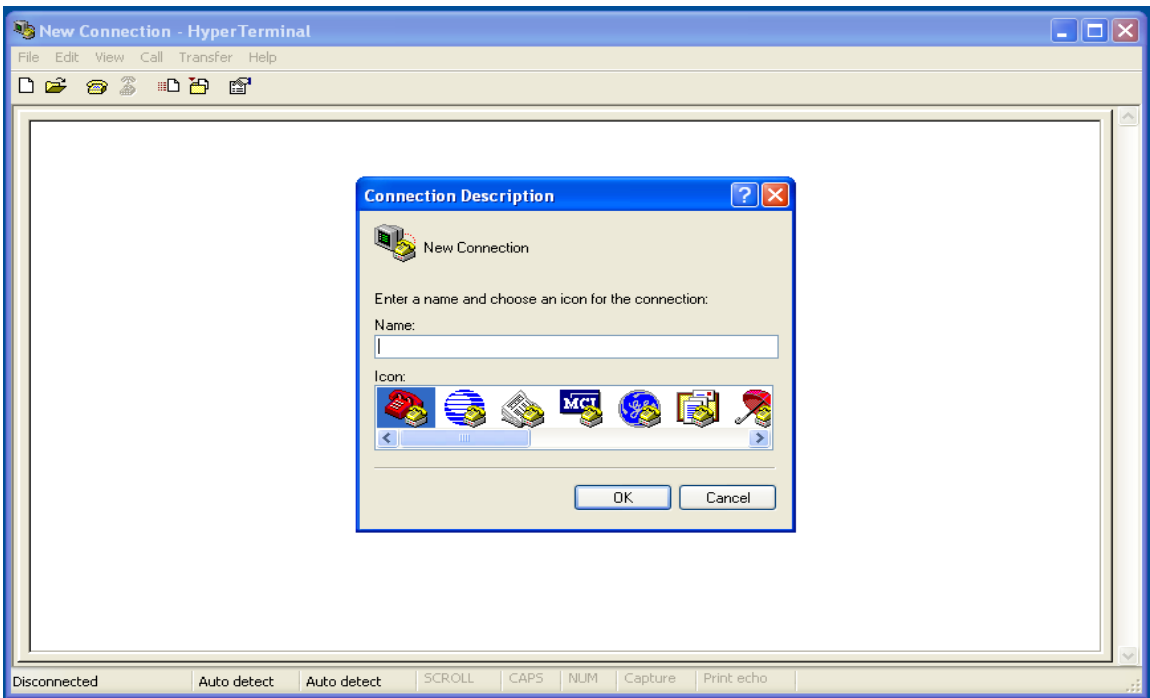 New Connection - HyperTerminal
File Edit View Call Transfer Help
Connection Description
New Connection
Enter a name and choose an icon for the connection:
Name:
Icon:
MCI
OK Cancel
Disconnected Auto detect Auto detect SCROLL CAPS NUM Capture Print echo